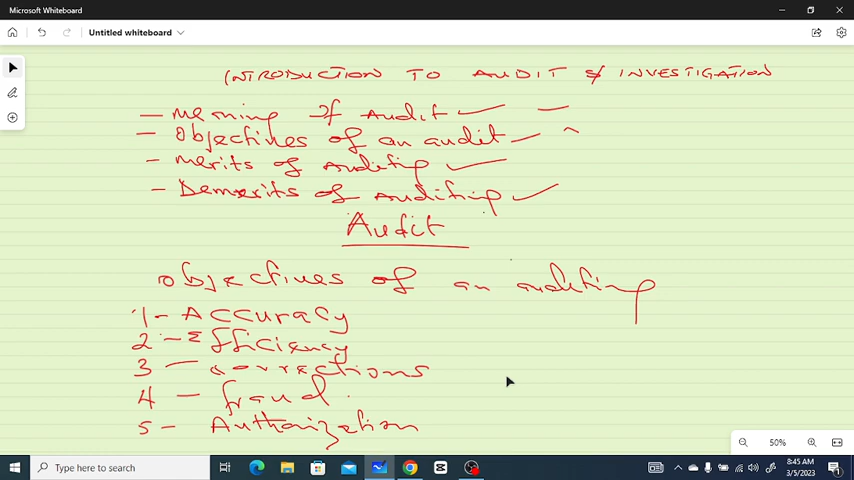 Microsoft Whiteboard
Untitled whiteboard
INTRODUCTION TO AUDIT & INVESTIGATION
- Meaning of Audit
- Objectives of an audit
- Merits of Auditing
- Demerits of Auditing
Audit
Objectives of an auditing
1- Accuracy
2- Efficiency
3 - corrections
4 - fraud
5- Authorization
50%
Type here to search
8:45 AM
3/5/2023